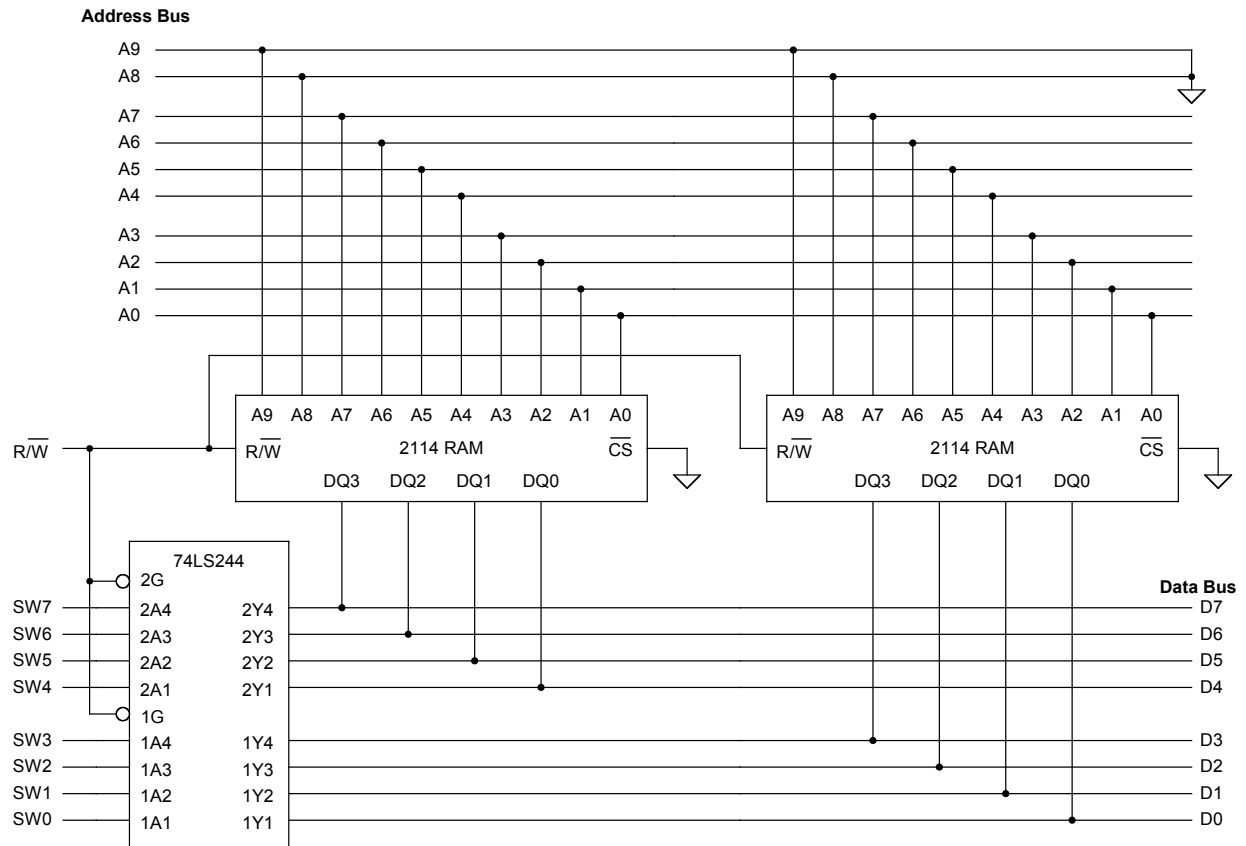 Address Bus
A9
A8
A7
A6
A5
A4
A3
A2
A1
A0
A9 A8 A7 A6 A5 A4 A3 A2 A1 A0
A9 A8 A7 A6 A5 A4 A3 A2 A1 A0
R/W̅
R/W̅ 2114 RAM C̅S̅
R/W̅ 2114 RAM C̅S̅
DQ3 DQ2 DQ1 DQ0
DQ3 DQ2 DQ1 DQ0
74LS244
2G
Data Bus
SW7 2A4 2Y4 D7
SW6 2A3 2Y3 D6
SW5 2A2 2Y2 D5
SW4 2A1 2Y1 D4
1G
SW3 1A4 1Y4 D3
SW2 1A3 1Y3 D2
SW1 1A2 1Y2 D1
SW0 1A1 1Y1 D0